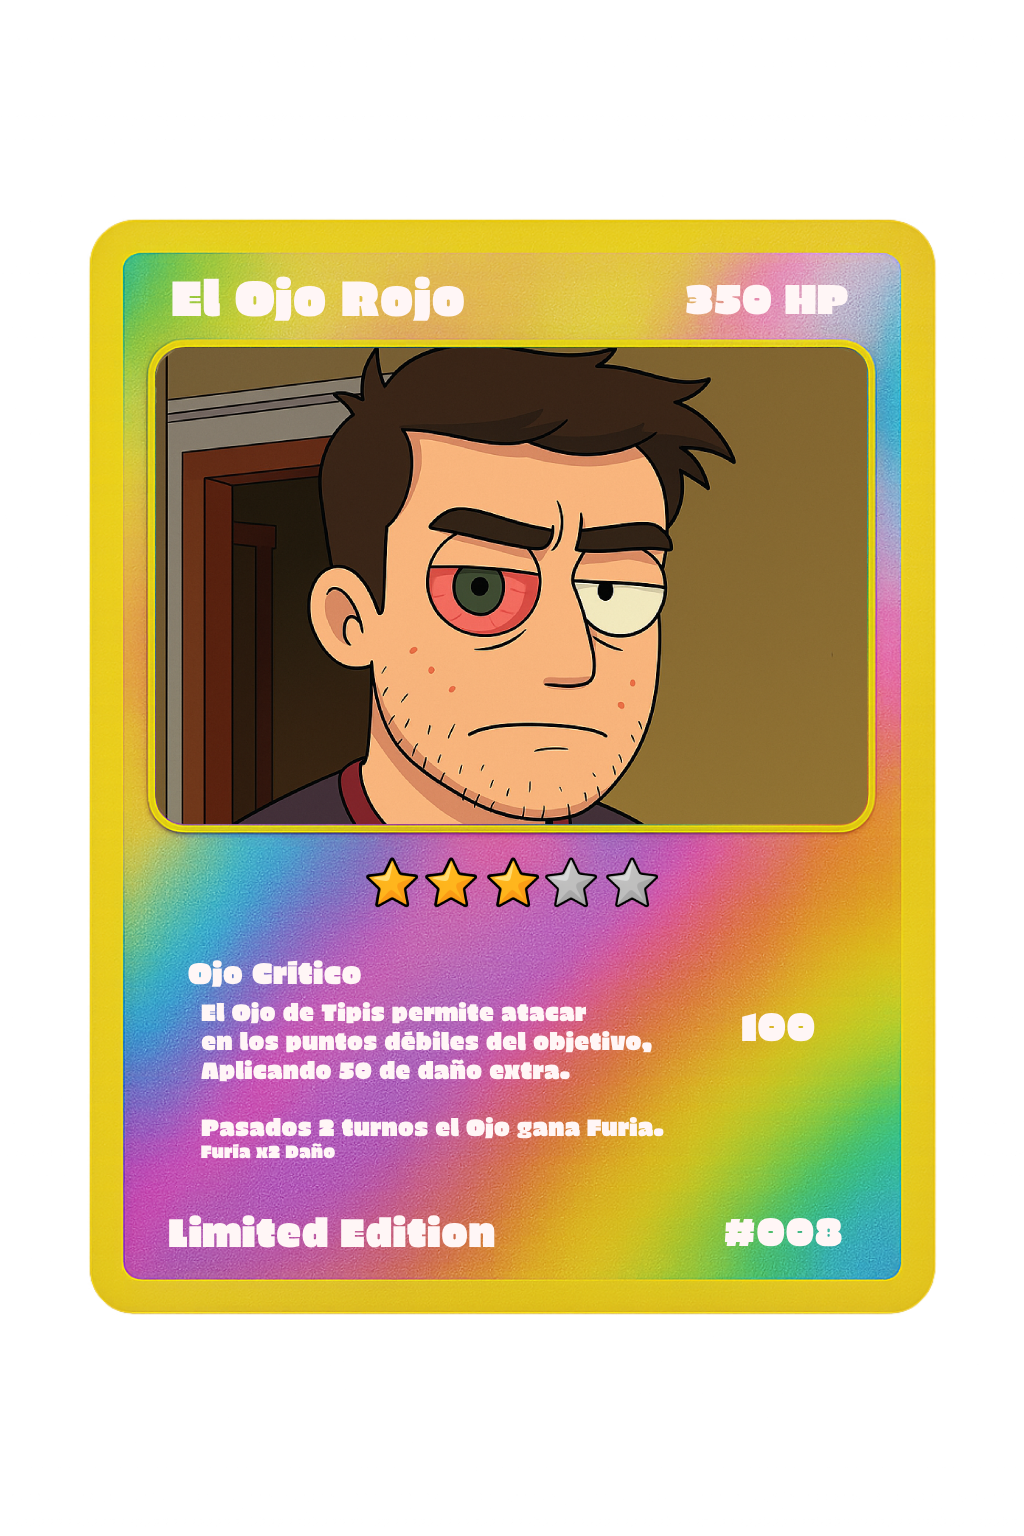 El Ojo Rojo
350 HP
Ojo Crítico
El Ojo de Tipis permite atacar
en los puntos débiles del objetivo,
Aplicando 50 de daño extra.
100
Pasados 2 turnos el Ojo gana Furia.
Furia x2 Daño
Limited Edition
#008